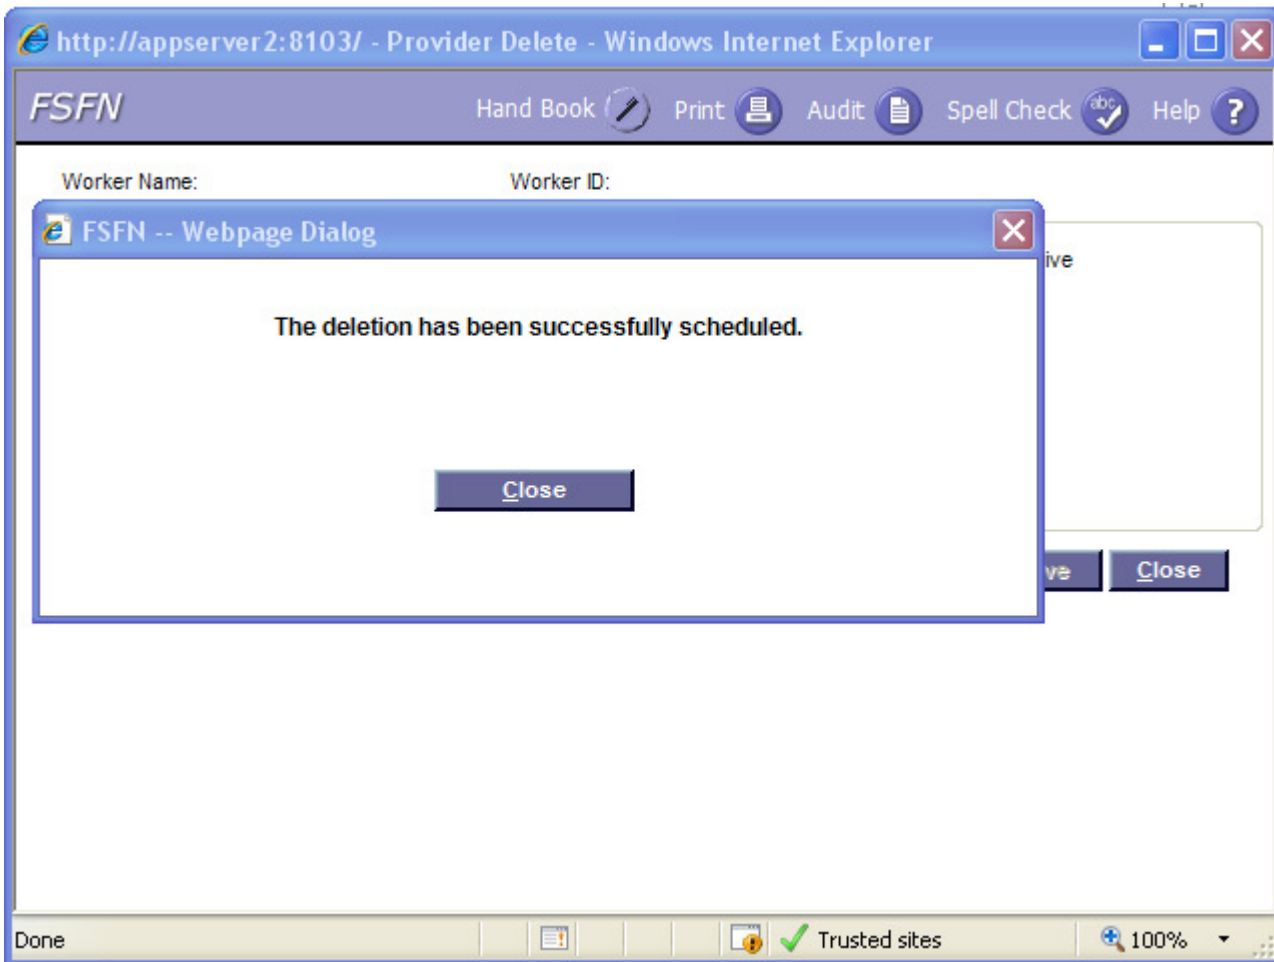 http://appserver2:8103/ - Provider Delete - Windows Internet Explorer
FSFN Hand Book Print Audit abc Spell Check Help ?
Worker Name: Worker ID:
FSFN -- Webpage Dialog
ive
The deletion has been successfully scheduled.
Close
ve Close
Done Trusted sites 100%